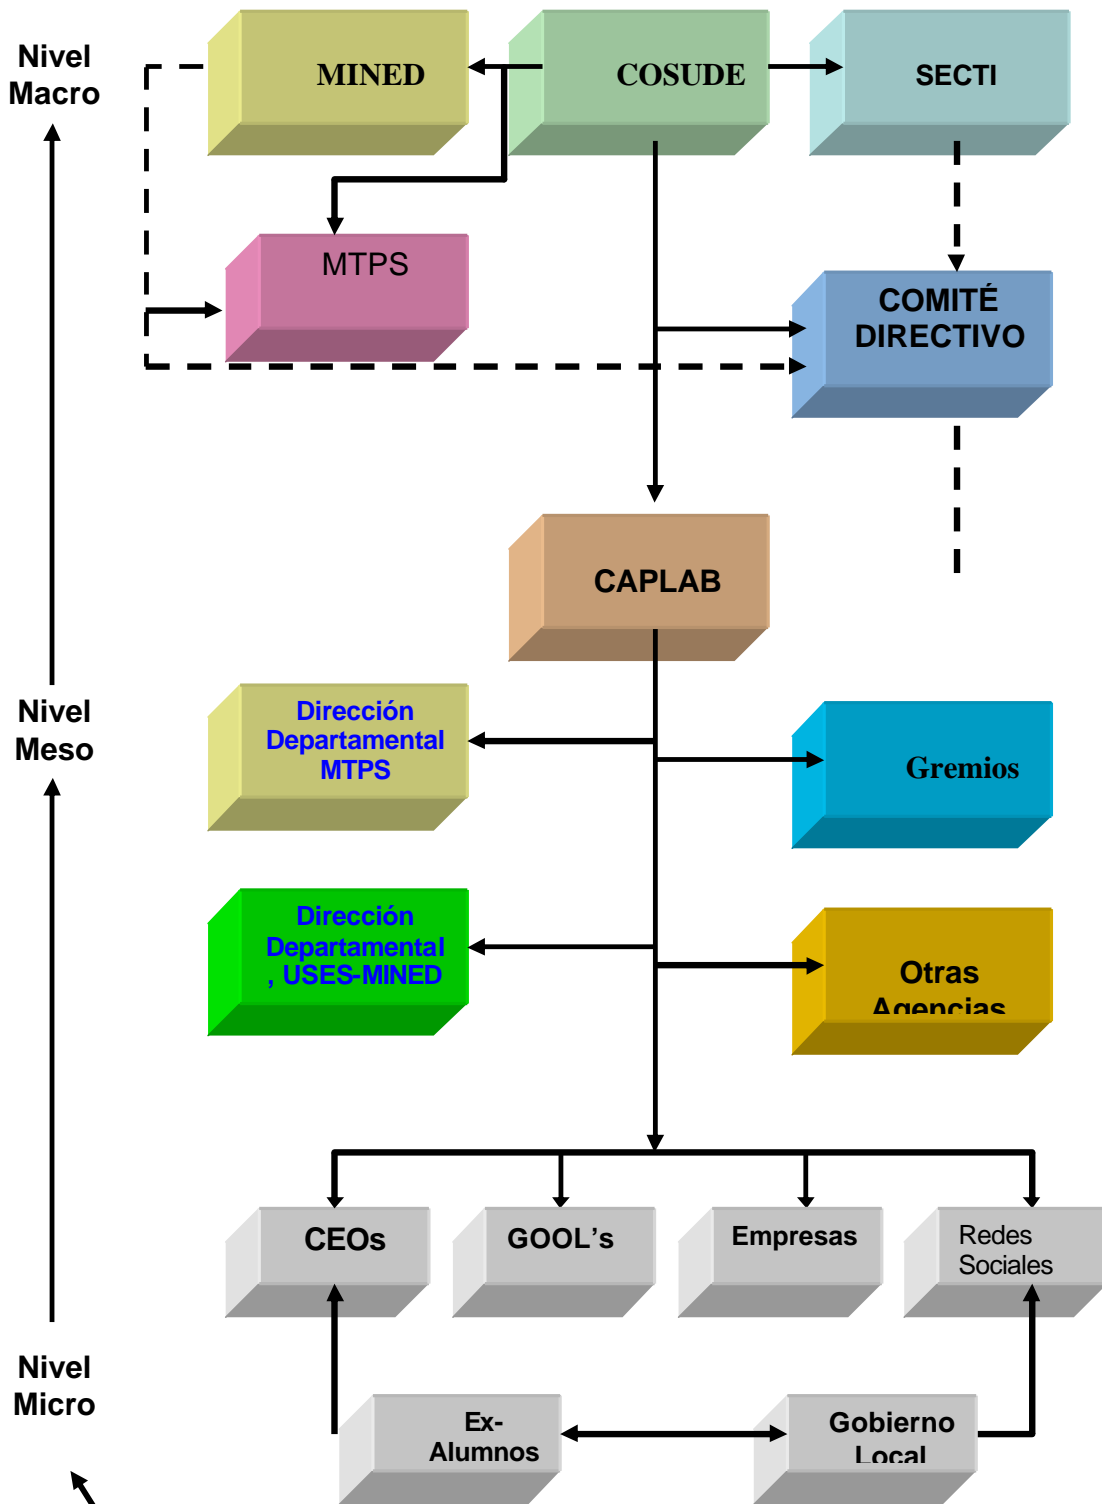 Nivel
Macro
MINED
COSUDE
SECTI
MTPS
COMITÉ
DIRECTIVO
CAPLAB
Nivel
Meso
Dirección
Departamental
MTPS
Gremios
Dirección
Departamental
, USES-MINED
Otras
Agencias
CEOs
GOOL's
Empresas
Redes
Sociales
Nivel
Micro
Ex-
Alumnos
Gobierno
Local